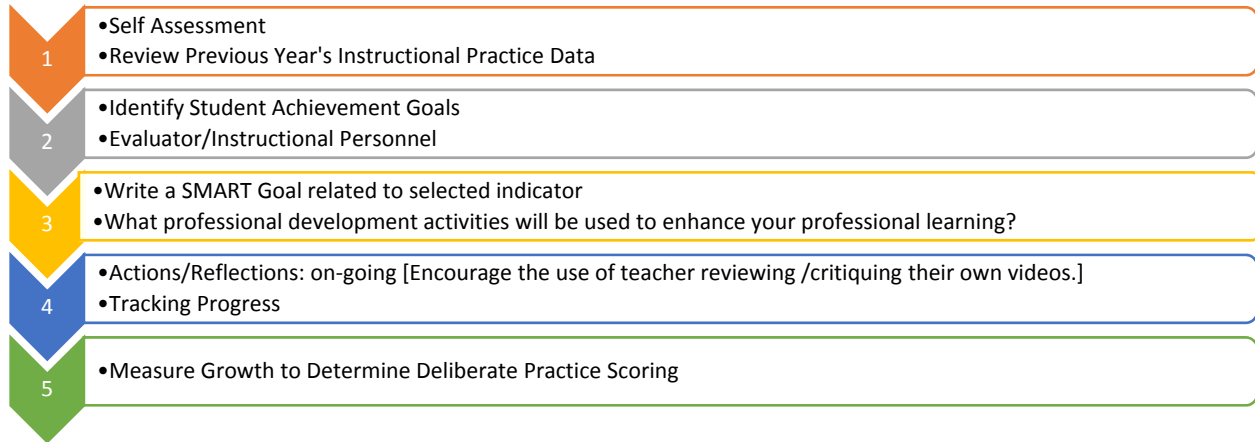 1
•Self Assessment
•Review Previous Year's Instructional Practice Data
2
•Identify Student Achievement Goals
•Evaluator/Instructional Personnel
3
•Write a SMART Goal related to selected indicator
•What professional development activities will be used to enhance your professional learning?
4
•Actions/Reflections: on-going [Encourage the use of teacher reviewing /critiquing their own videos.]
•Tracking Progress
5
•Measure Growth to Determine Deliberate Practice Scoring